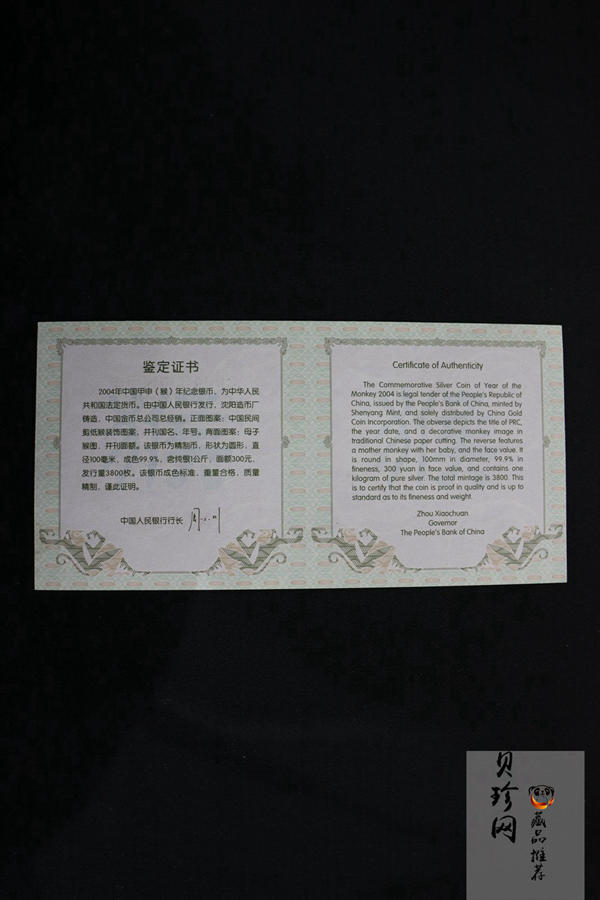 鉴定证书
2004年中国甲申（猴）年纪念银币，为中华人民
共和国法定货币。由中国人民银行发行，沈阳造币厂
铸造，中国金币总公司总经销。正面图案：中国民间
剪纸猴装饰图案，并刊国名、年号。背面图案：母子
猴图，并刊面额。该银币为精制币，形状为圆形，直
径100毫米，成色99.9%，含纯银1公斤，面额300元，
发行量3800枚。该银币成色标准，重量合格，质量
精制，谨此证明。
中国人民银行行长
Certificate of Authenticity
The Commemorative Silver Coin of Year of the
Monkey 2004 is legal tender of the People's Republic of
China, issued by the People's Bank of China, minted by
Shenyang Mint, and solely distributed by China Gold
Coin Incorporation. The obverse depicts the title of PRC,
the year date, and a decorative monkey image in
traditional Chinese paper cutting. The reverse features
a mother monkey with her baby, and the face value. It
is round in shape, 100mm in diameter, 99.9% in
fineness, 300 yuan in face value, and contains one
kilogram of pure silver. The total mintage is 3800. This
is to certify that the coin is proof in quality and is up to
standard as to its fineness and weight.
Zhou Xiaochuan
Governor
The People's Bank of China
贝珍网
藏品推荐